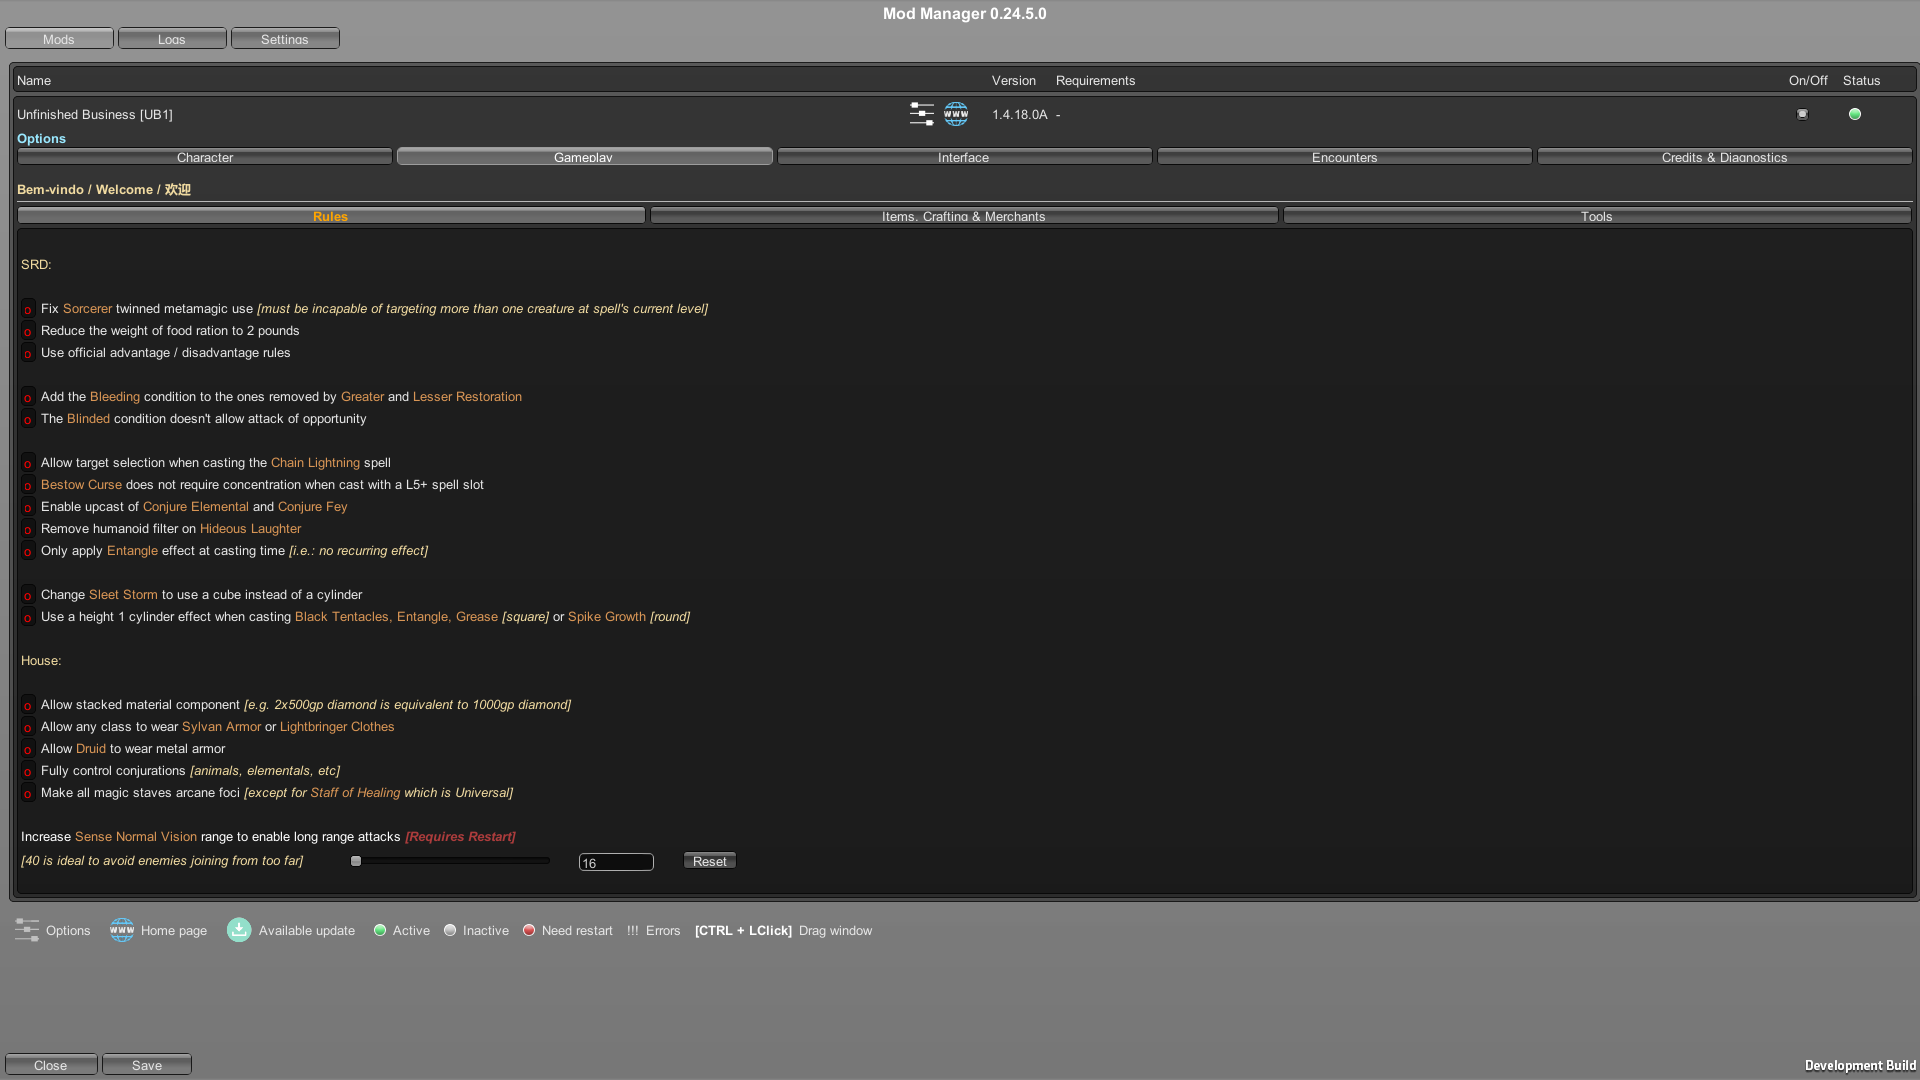 Mod Manager 0.24.5.0
Mods Logs Settings
Name Version Requirements On/Off Status
Unfinished Business [UB1] www 1.4.18.0A - 
Options
Character Gameplay Interface Encounters Credits & Diagnostics
Bem-vindo / Welcome / 欢迎
Rules Items, Crafting & Merchants Tools
SRD:
o Fix Sorcerer twinned metamagic use [must be incapable of targeting more than one creature at spell's current level]
o Reduce the weight of food ration to 2 pounds
o Use official advantage / disadvantage rules
o Add the Bleeding condition to the ones removed by Greater and Lesser Restoration
o The Blinded condition doesn't allow attack of opportunity
o Allow target selection when casting the Chain Lightning spell
o Bestow Curse does not require concentration when cast with a L5+ spell slot
o Enable upcast of Conjure Elemental and Conjure Fey
o Remove humanoid filter on Hideous Laughter
o Only apply Entangle effect at casting time [i.e.: no recurring effect]
o Change Sleet Storm to use a cube instead of a cylinder
o Use a height 1 cylinder effect when casting Black Tentacles, Entangle, Grease [square] or Spike Growth [round]
House:
o Allow stacked material component [e.g. 2x500gp diamond is equivalent to 1000gp diamond]
o Allow any class to wear Sylvan Armor or Lightbringer Clothes
o Allow Druid to wear metal armor
o Fully control conjurations [animals, elementals, etc]
o Make all magic staves arcane foci [except for Staff of Healing which is Universal]
Increase Sense Normal Vision range to enable long range attacks [Requires Restart]
[40 is ideal to avoid enemies joining from too far] 16 Reset
Options www Home page Available update Active Inactive Need restart !!! Errors [CTRL + LClick] Drag window
Close Save
Development Build